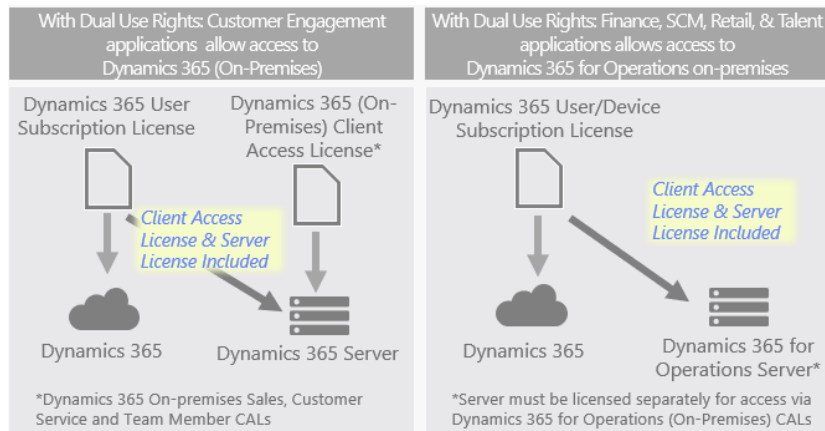 With Dual Use Rights: Customer Engagement
applications allow access to
Dynamics 365 (On-Premises)
Dynamics 365 User
Subscription License
Dynamics 365 (On-
Premises) Client
Access License*
Client Access
License & Server
License Included
Dynamics 365
Dynamics 365 Server
*Dynamics 365 On-premises Sales, Customer
Service and Team Member CALs
With Dual Use Rights: Finance, SCM, Retail, & Talent
applications allows access to
Dynamics 365 for Operations on-premises
Dynamics 365 User/Device
Subscription License
Client Access
License & Server
License Included
Dynamics 365
Dynamics 365 for
Operations Server*
*Server must be licensed separately for access via
Dynamics 365 for Operations (On-Premises) CALs